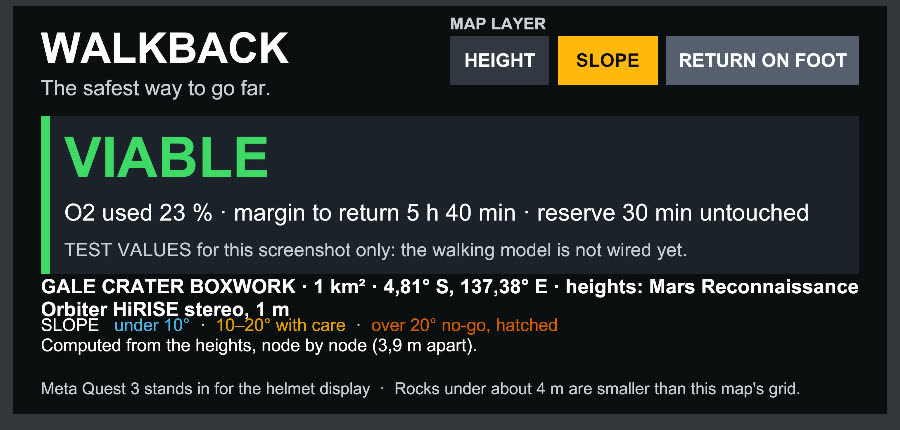 WALKBACK
The safest way to go far.
MAP LAYER
HEIGHT
SLOPE
RETURN ON FOOT
VIABLE
O2 used 23 % · margin to return 5 h 40 min · reserve 30 min untouched
TEST VALUES for this screenshot only: the walking model is not wired yet.
GALE CRATER BOXWORK · 1 km² · 4,81° S, 137,38° E · heights: Mars Reconnaissance
Orbiter HiRISE stereo, 1 m
SLOPE under 10° · 10–20° with care · over 20° no-go, hatched
Computed from the heights, node by node (3,9 m apart).
Meta Quest 3 stands in for the helmet display · Rocks under about 4 m are smaller than this map's grid.